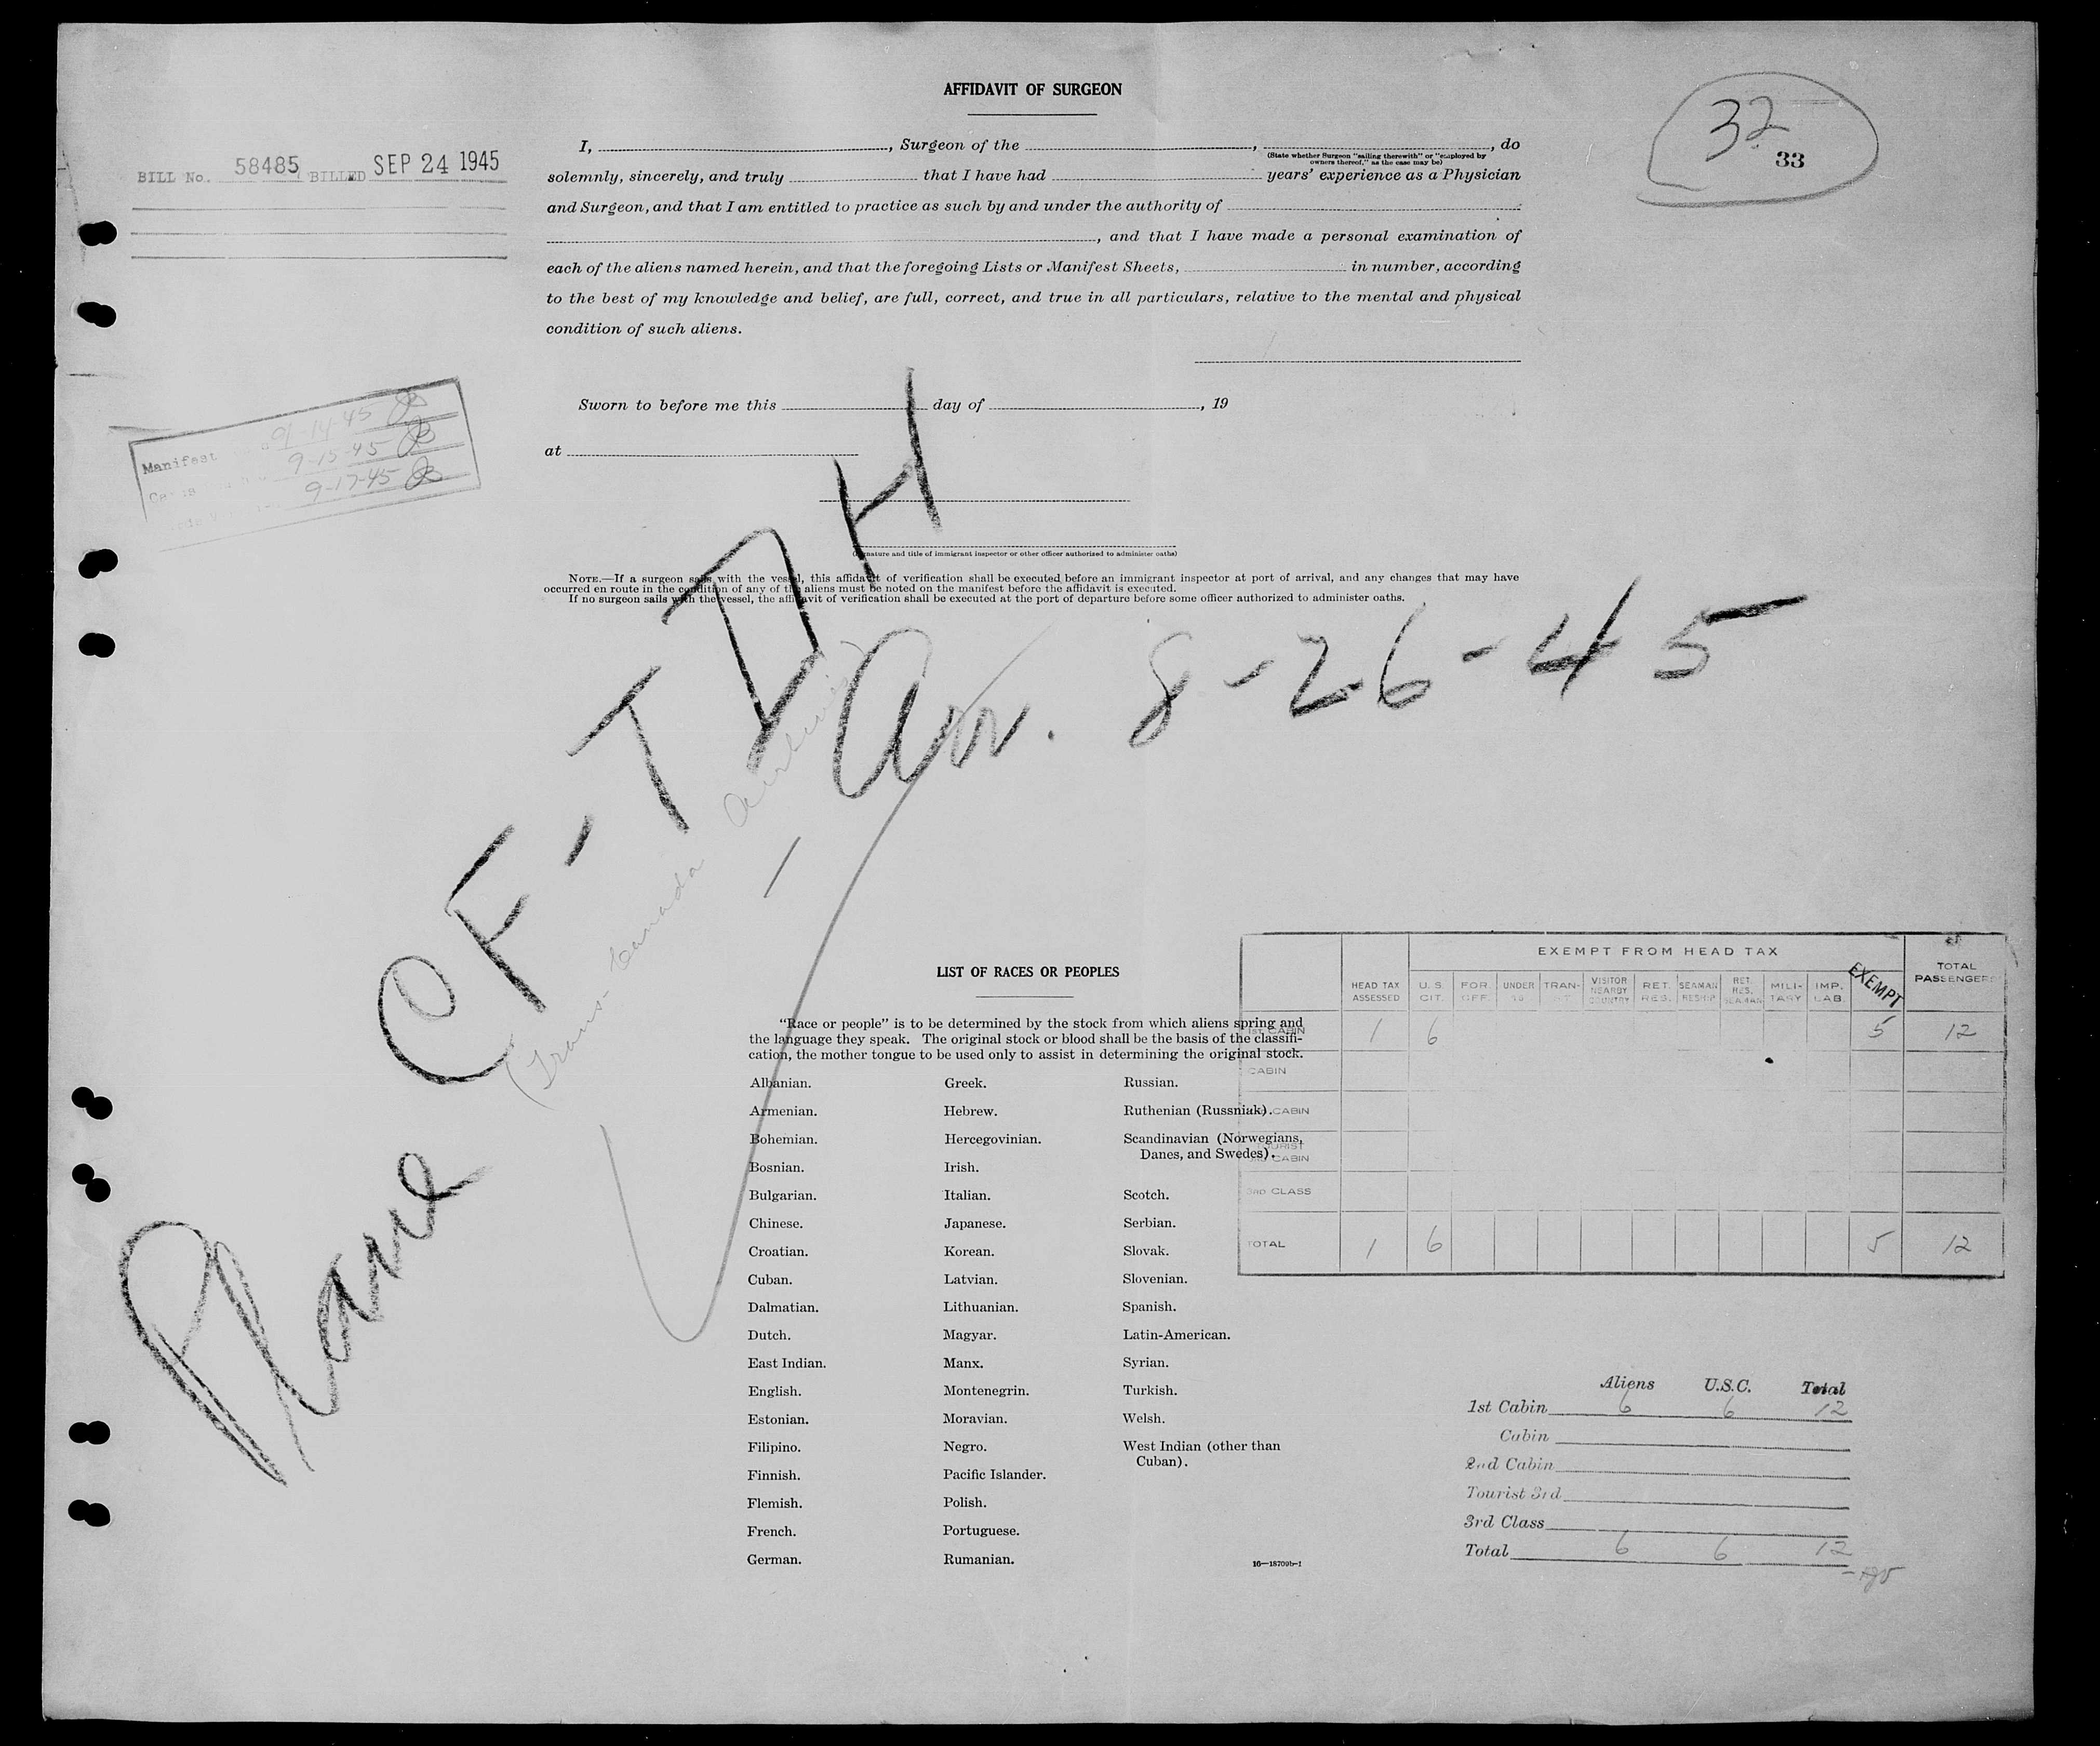 AFFIDAVIT OF SURGEON
32
33
BILL No. 58485 BILLED SEP 24 1945
I, , Surgeon of the , , do
(State whether Surgeon "sailing therewith" or "employed by
owners thereof," as the case may be)
solemnly, sincerely, and truly that I have had years' experience as a Physician
and Surgeon, and that I am entitled to practice as such by and under the authority of
, and that I have made a personal examination of
each of the aliens named herein, and that the foregoing Lists or Manifest Sheets, in number, according
to the best of my knowledge and belief, are full, correct, and true in all particulars, relative to the mental and physical
condition of such aliens.
Manifest 9-14-45
9-15-45
9-17-45
Sworn to before me this day of , 19
at
(Signature and title of immigrant inspector or other officer authorized to administer oaths)
NOTE.—If a surgeon sails with the vessel, this affidavit of verification shall be executed before an immigrant inspector at port of arrival, and any changes that may have
occurred en route in the condition of any of the aliens must be noted on the manifest before the affidavit is executed.
If no surgeon sails with the vessel, the affidavit of verification shall be executed at the port of departure before some officer authorized to administer oaths.
Plane CF-TDH
(Trans-Canada Airlines)
Arr. 8-26-45
LIST OF RACES OR PEOPLES
"Race or people" is to be determined by the stock from which aliens spring and
the language they speak. The original stock or blood shall be the basis of the classifi-
cation, the mother tongue to be used only to assist in determining the original stock.
Albanian. Greek. Russian.
Armenian. Hebrew. Ruthenian (Russniak).
Bohemian. Hercegovinian. Scandinavian (Norwegians,
Danes, and Swedes).
Bosnian. Irish.
Bulgarian. Italian. Scotch.
Chinese. Japanese. Serbian.
Croatian. Korean. Slovak.
Cuban. Latvian. Slovenian.
Dalmatian. Lithuanian. Spanish.
Dutch. Magyar. Latin-American.
East Indian. Manx. Syrian.
English. Montenegrin. Turkish.
Estonian. Moravian. Welsh.
Filipino. Negro. West Indian (other than
Cuban).
Finnish. Pacific Islander.
Flemish. Polish.
French. Portuguese.
German. Rumanian.
16—18709b-1
EXEMPT FROM HEAD TAX
HEAD TAX ASSESSED U.S. CIT. FOR. OFF. UNDER 16 TRAN- VISITOR NEARBY COUNTRY RET. RES. SEAMAN RESHIP RET. RES. SEAMAN MILI-TARY IMP. LAB. EXEMPT TOTAL PASSENGERS
1st CABIN 1 6 5 12
CABIN
CABIN
TOURIST
CABIN
3RD CLASS
TOTAL 1 6 5 12
Aliens U.S.C. Total
1st Cabin 6 6 12
Cabin
2nd Cabin
Tourist 3rd
3rd Class
Total 6 6 12